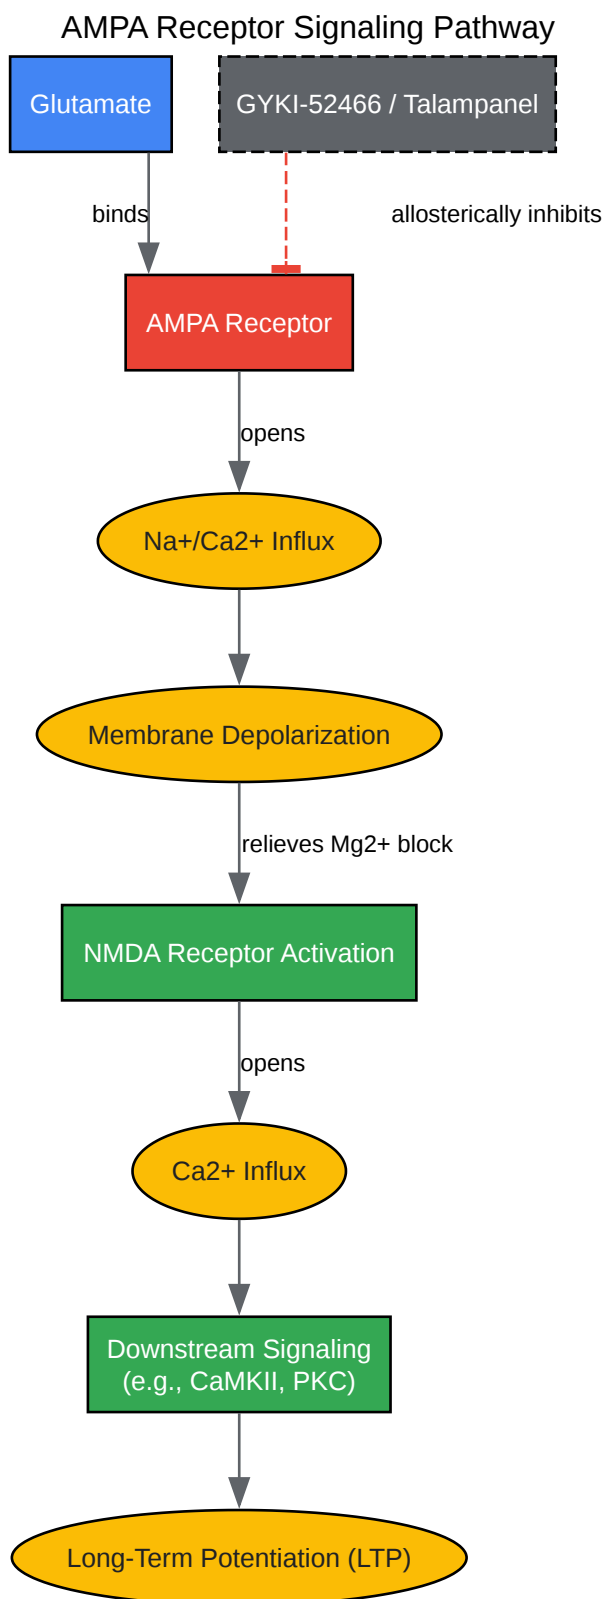 AMPA Receptor Signaling Pathway
Glutamate
GYKI-52466 / Talampanel
binds
allosterically inhibits
AMPA Receptor
opens
Na+/Ca2+ Influx
Membrane Depolarization
relieves Mg2+ block
NMDA Receptor Activation
opens
Ca2+ Influx
Downstream Signaling
(e.g., CaMKII, PKC)
Long-Term Potentiation (LTP)